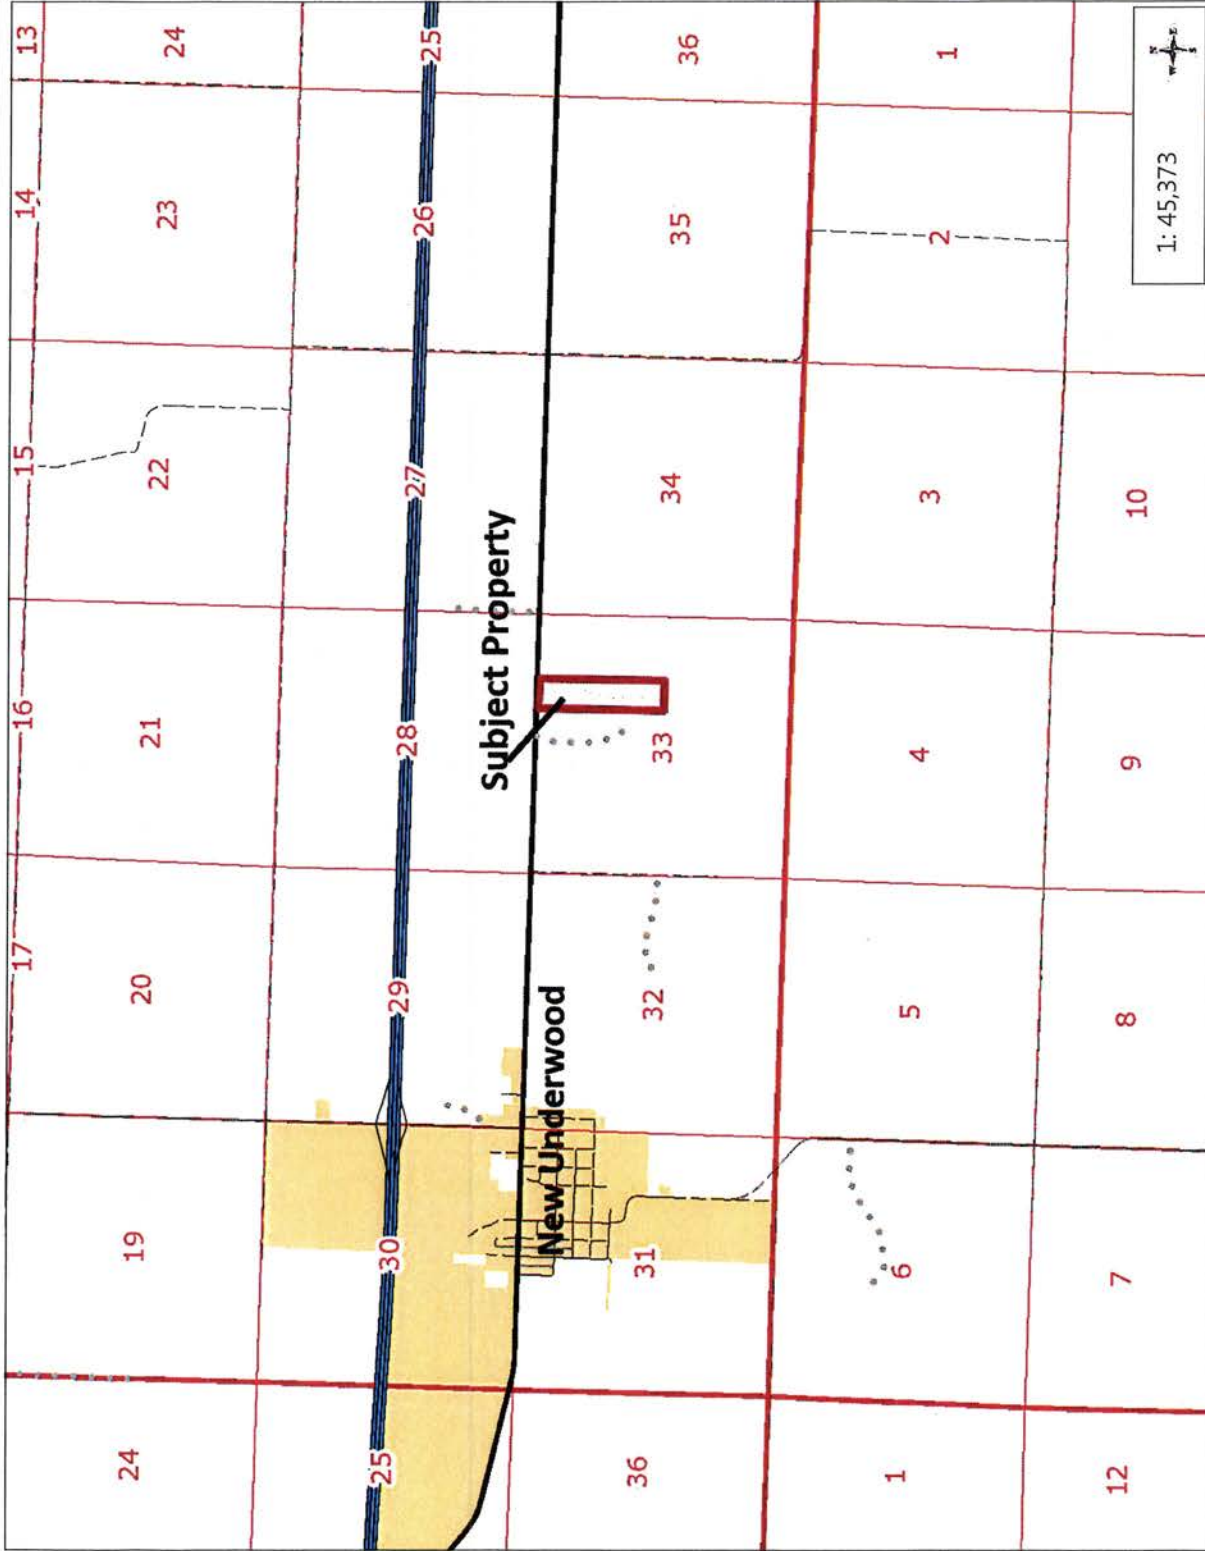 17 16 15 14 13
24 19 20 21 22 23 24
25 30 29 28 27 26 25
Subject Property
New Underwood
36 31 32 33 34 35 36
1 6 5 4 3 2 1
12 7 8 9 10
1: 45,373
N
W E
S